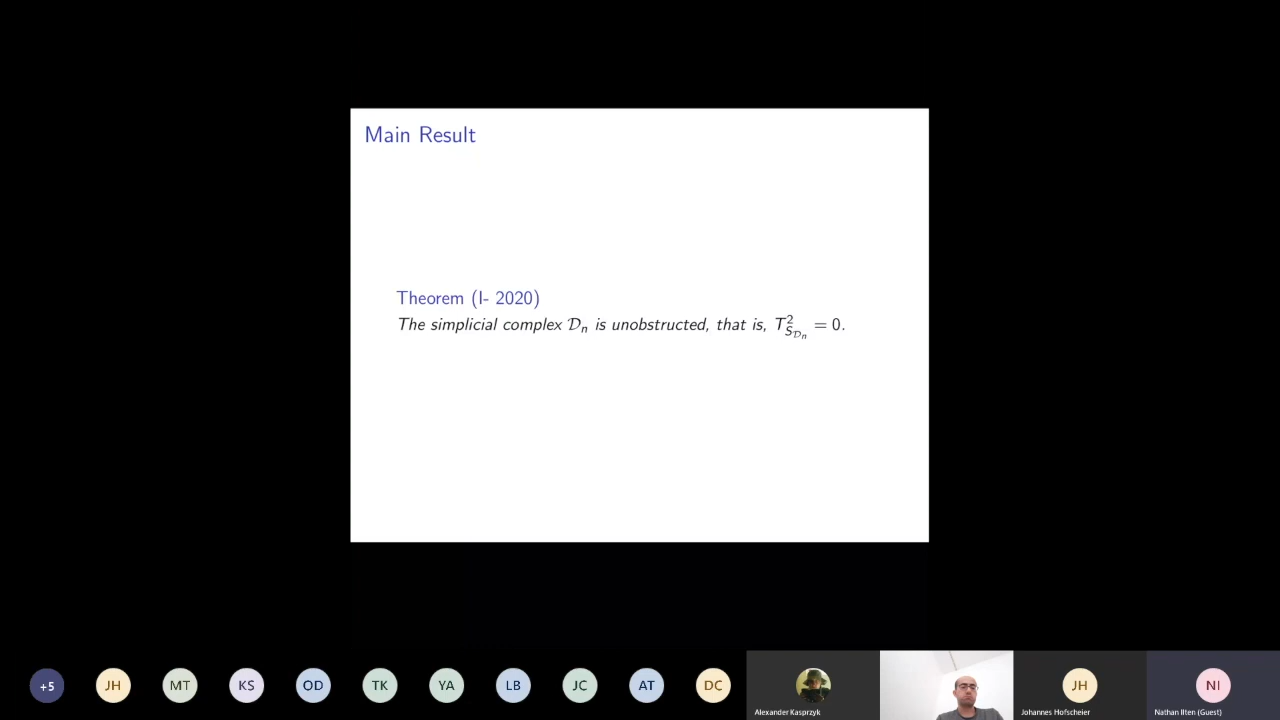 Main Result
Theorem (I- 2020)
The simplicial complex 𝒟ₙ is unobstructed, that is, T²_{S_{𝒟ₙ}} = 0.
+5 JH MT KS OD TK YA LB JC AT DC JH NI
Alexander Kasprzyk Johannes Hofscheier Nathan Ilten (Guest)